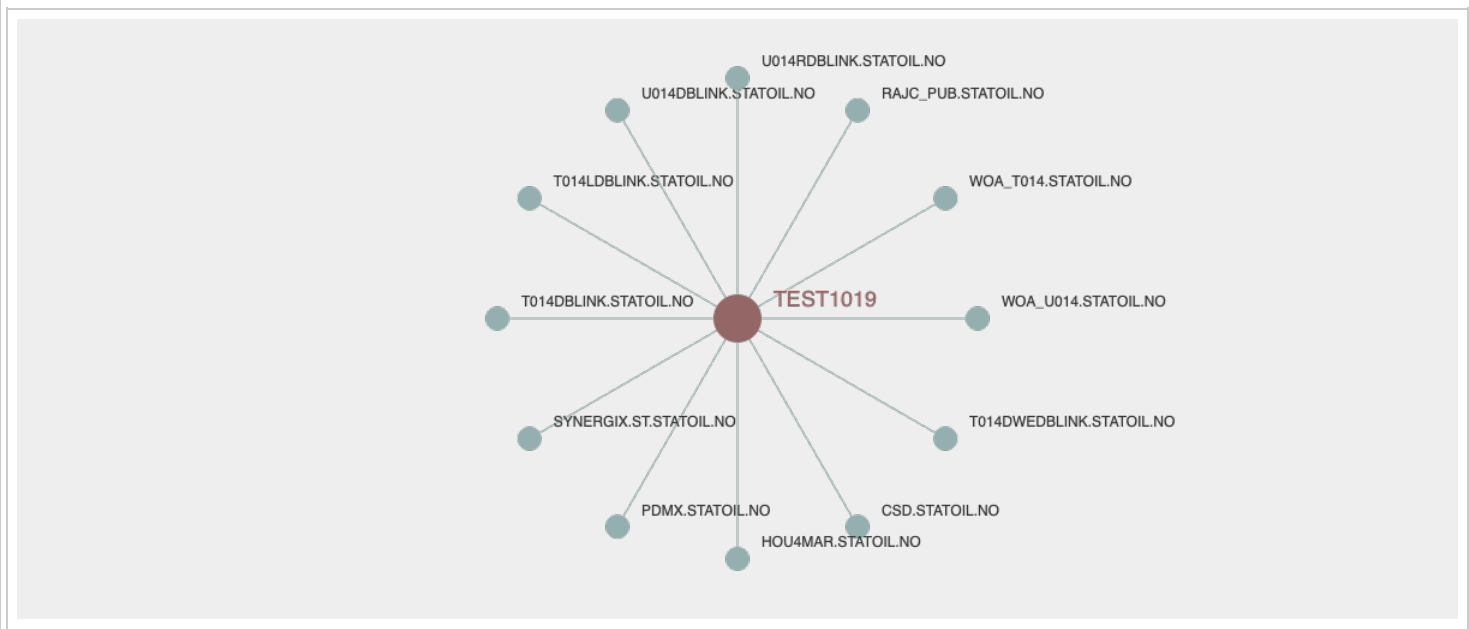 U014RDBLINK.STATOIL.NO
U014DBLINK.STATOIL.NO
RAJC_PUB.STATOIL.NO
T014LDBLINK.STATOIL.NO
WOA_T014.STATOIL.NO
T014DBLINK.STATOIL.NO
TEST1019
WOA_U014.STATOIL.NO
SYNERGIX.ST.STATOIL.NO
T014DWEDBLINK.STATOIL.NO
PDMX.STATOIL.NO
CSD.STATOIL.NO
HOU4MAR.STATOIL.NO